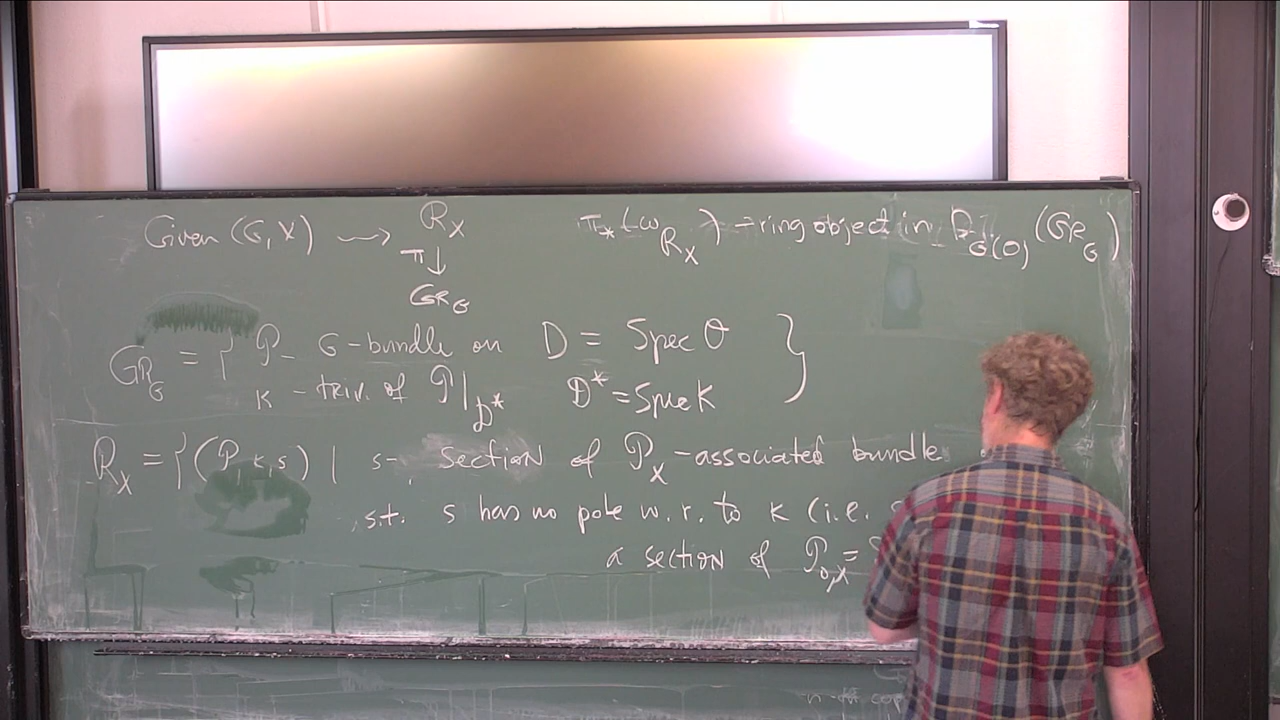 Given (G, X) ⟿ R_X π_*(ω_{R_X}) – ring object in D_{G(O)}(GR_G)
π ↓
GR_G
GR_G = { P – G-bundle on D = Spec O }
κ – triv. of P|_{D*} D* = Spec K
R_X = { (P, κ, s) | s – section of P_X – associated bundle
, s.t. s has no pole w.r. to κ (i.e.
a section of P_{0,X} =